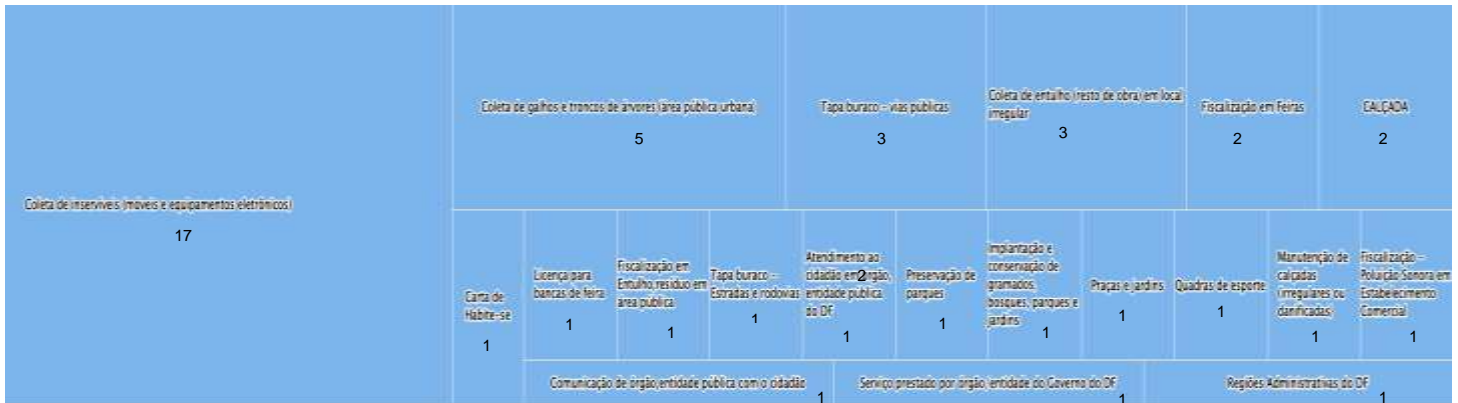 Coleta de inservíveis (móveis e equipamentos eletrônicos)
17
Coleta de galhos e troncos de árvores (área pública urbana)
5
Tapa buraco – vias públicas
3
Coleta de entulho (resto de obra) em local
irregular
3
Fiscalização em Feiras
2
CALÇADA
2
Carta de
Habite-se
1
Licença para
bancas de feira
1
Fiscalização em
Entulho,resíduo em
área pública
1
Tapa buraco –
Estradas e rodovias
1
Atendimento ao
cidadão em órgão,
entidade pública
do DF
2
1
Preservação de
parques
1
Implantação e
conservação de
gramados,
bosques, parques e
jardins
1
Praças e jardins
1
Quadras de esporte
1
Manutenção de
calçadas
(irregulares ou
danificadas)
1
Fiscalização –
Poluição Sonora em
Estabelecimento
Comercial
1
Comunicação de órgão,entidade pública com o cidadão
1
Serviço prestado por órgão, entidade do Governo do DF
1
Regiões Administrativas do DF
1